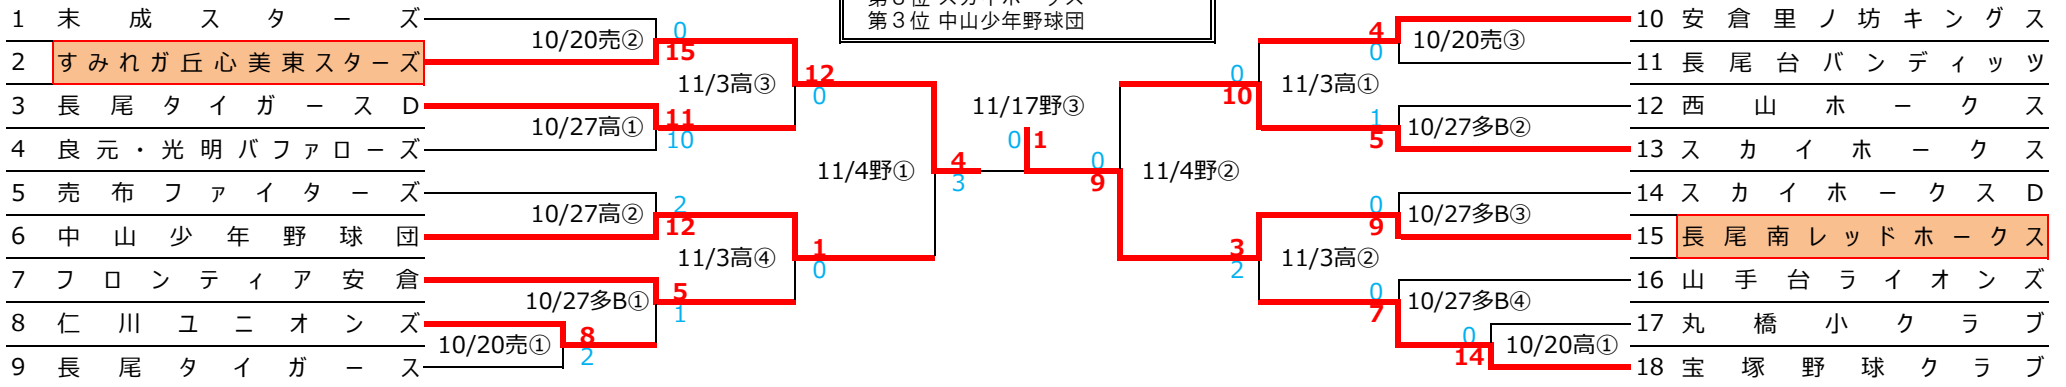 第３位 スカイホークス
第３位 中山少年野球団
1 末成スターズ
2 すみれガ丘心美東スターズ
3 長尾タイガースD
4 良元・光明バファローズ
5 売布ファイターズ
6 中山少年野球団
7 フロンティア安倉
8 仁川ユニオンズ
9 長尾タイガース
10/20売②
0
15
10/27高①
11
10
10/27高②
2
12
10/27多B①
5
1
10/20売①
8
2
11/3高③
12
0
11/3高④
1
0
11/4野①
4
3
11/17野③
0 1
11/4野②
0
9
11/3高①
0
10
11/3高②
3
2
10/20売③
4
0
10/27多B②
1
5
10/27多B③
0
9
10/27多B④
0
7
10/20高①
0
14
10 安倉里ノ坊キングス
11 長尾台バンディッツ
12 西山ホークス
13 スカイホークス
14 スカイホークスD
15 長尾南レッドホークス
16 山手台ライオンズ
17 丸橋小クラブ
18 宝塚野球クラブ